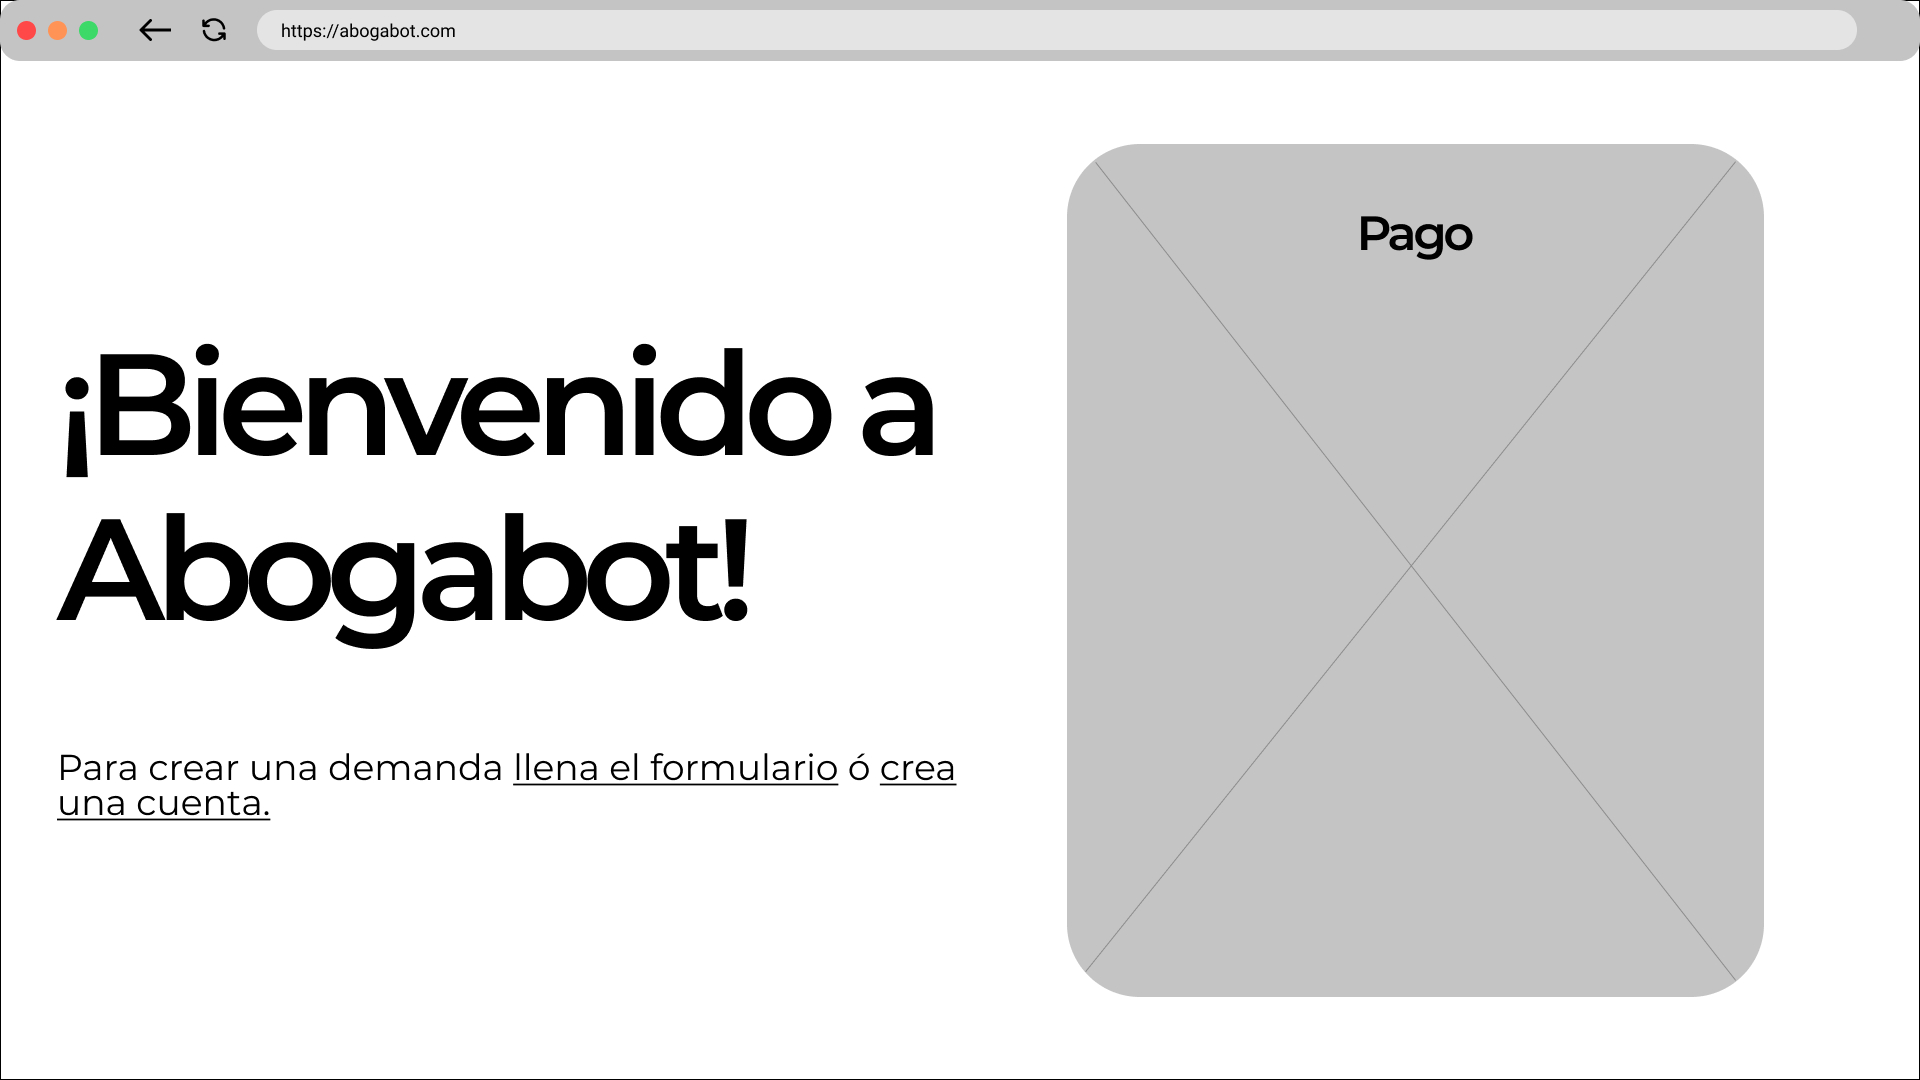 https://abogabot.com
¡Bienvenido a
Abogabot!
Para crear una demanda llena el formulario ó crea
una cuenta.
Pago